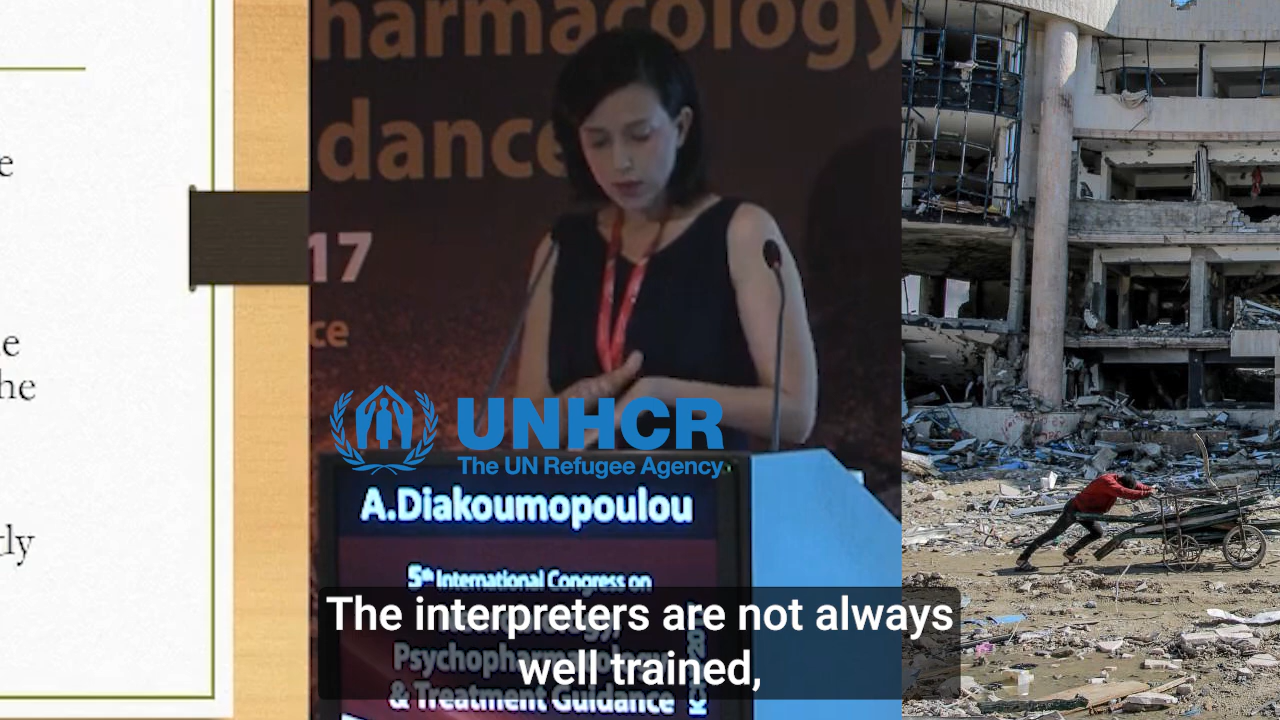 e
e
he
tly
harmacology
dance
17
ce
UNHCR
The UN Refugee Agency
A.Diakoumopoulou
5th International Congress on
Psychopharmacology
& Treatment Guidance
The interpreters are not always
well trained,